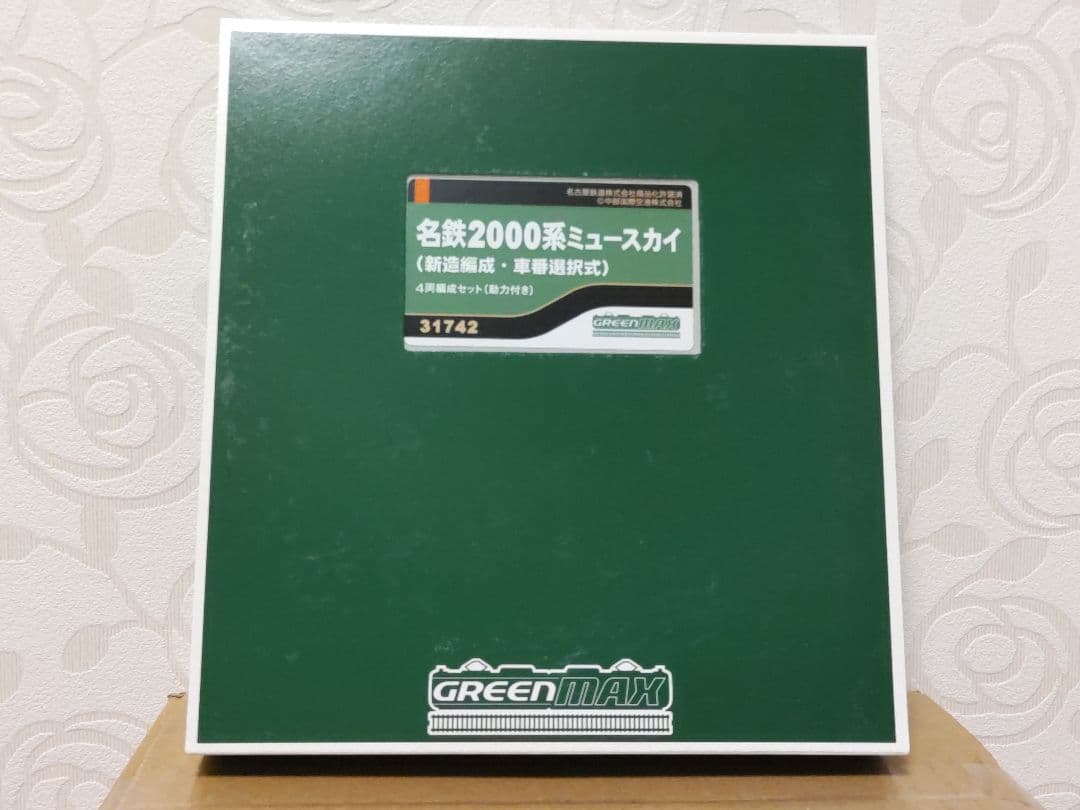 名古屋鉄道株式会社商品化許諾済
©中部国際空港株式会社
名鉄2000系ミュースカイ
(新造編成・車番選択式)
4両編成セット(動力付き)
31742
GREENMAX
GREENMAX